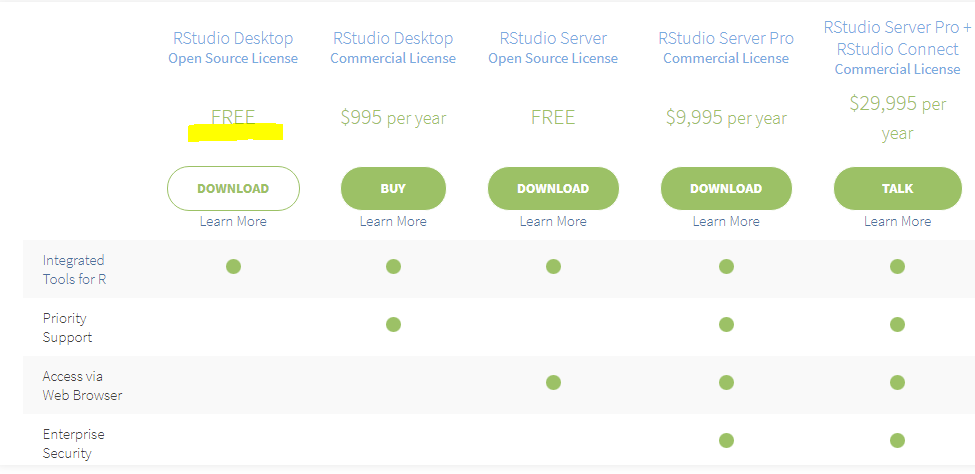 RStudio Desktop
Open Source License
RStudio Desktop
Commercial License
RStudio Server
Open Source License
RStudio Server Pro
Commercial License
RStudio Server Pro +
RStudio Connect
Commercial License
FREE
$995 per year
FREE
$9,995 per year
$29,995 per
year
DOWNLOAD
BUY
DOWNLOAD
DOWNLOAD
TALK
Learn More
Learn More
Learn More
Learn More
Learn More
Integrated
Tools for R
Priority
Support
Access via
Web Browser
Enterprise
Security